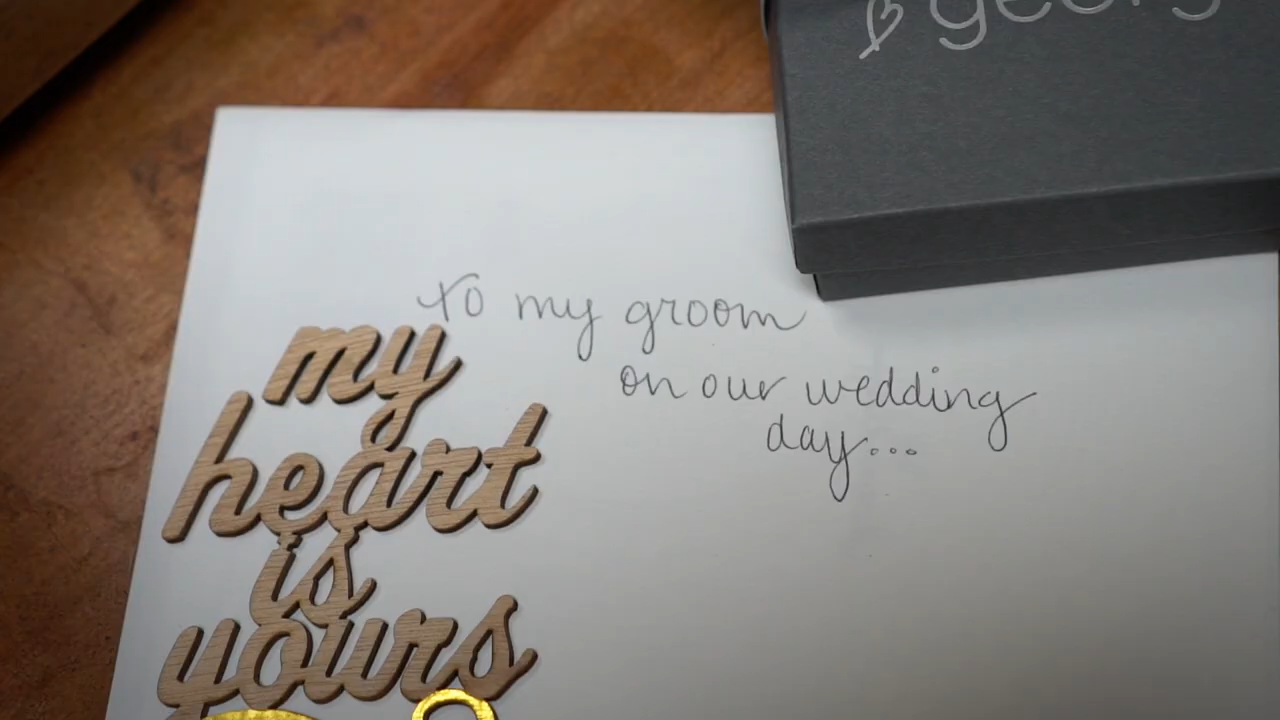 to my groom
on our wedding
day...
my
heart
is
yours